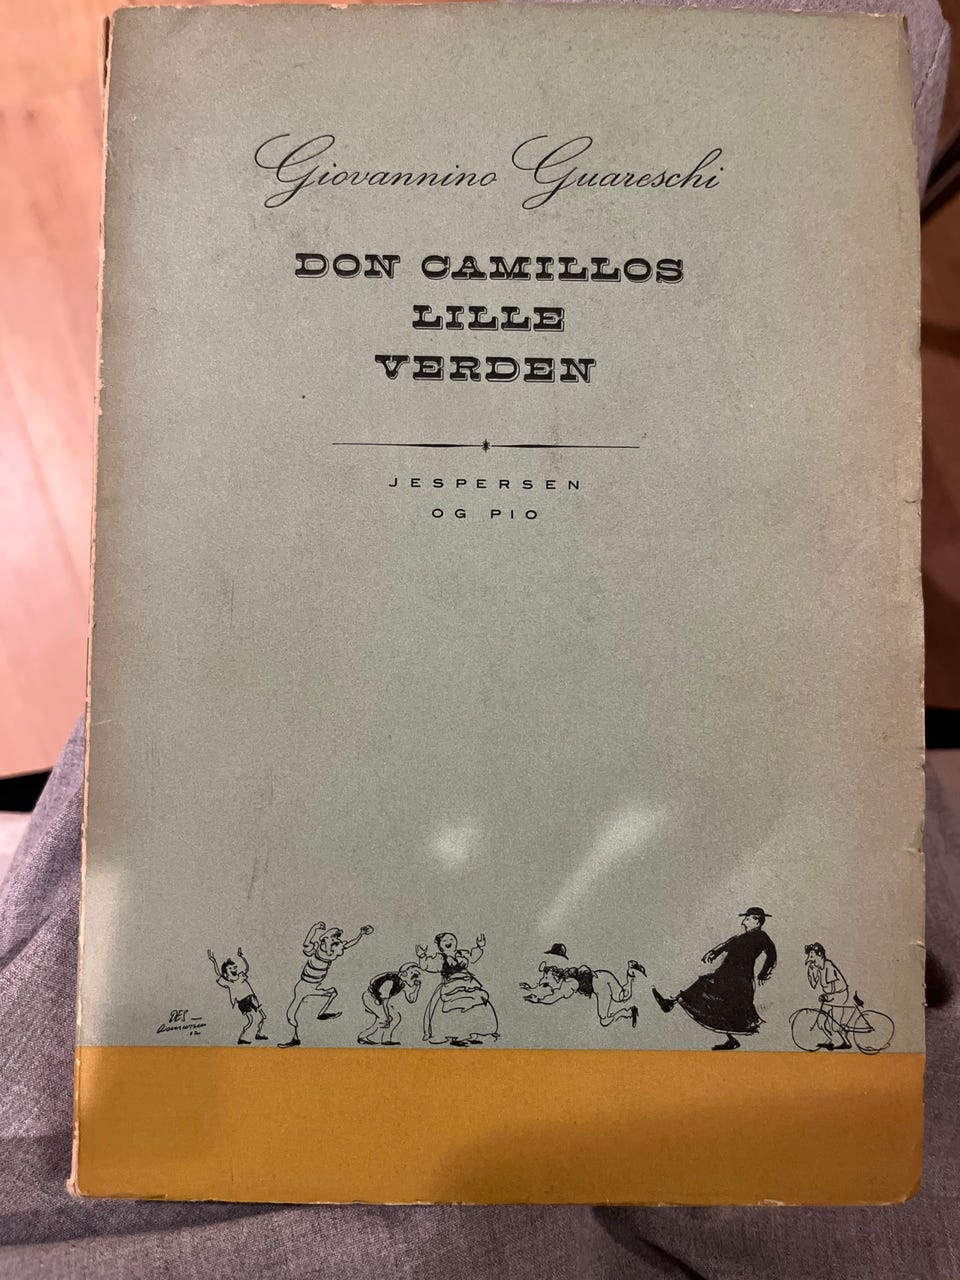 Giovannino Guareschi
DON CAMILLOS
LILLE
VERDEN
JESPERSEN
OG PIO